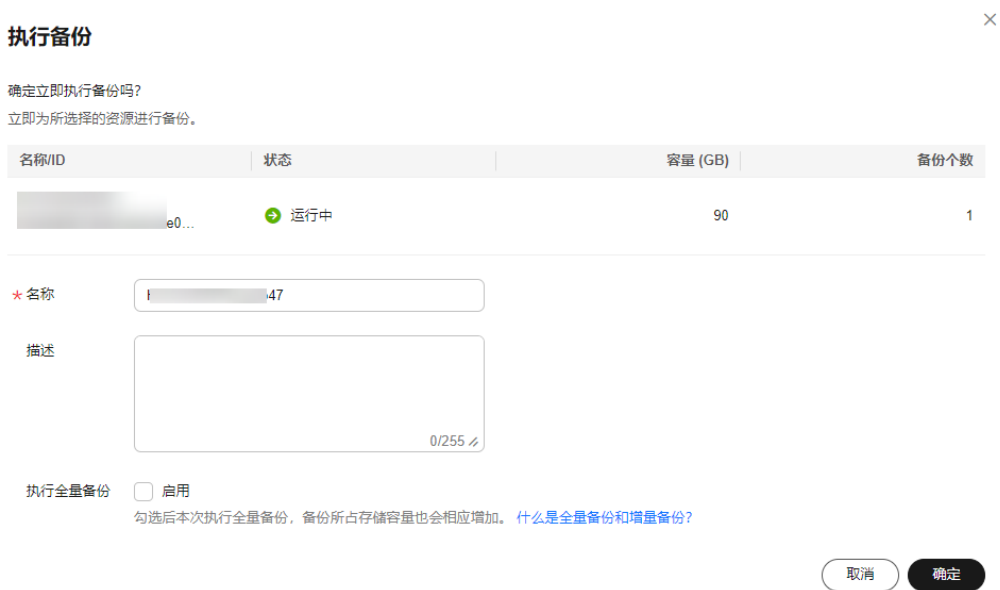 执行备份
确定立即执行备份吗?
立即为所选择的资源进行备份。
名称/ID 状态 容量 (GB) 备份个数
e0... 运行中 90 1
* 名称 47
描述
0/255
执行全量备份 启用
勾选后本次执行全量备份，备份所占存储容量也会相应增加。 什么是全量备份和增量备份?
取消 确定